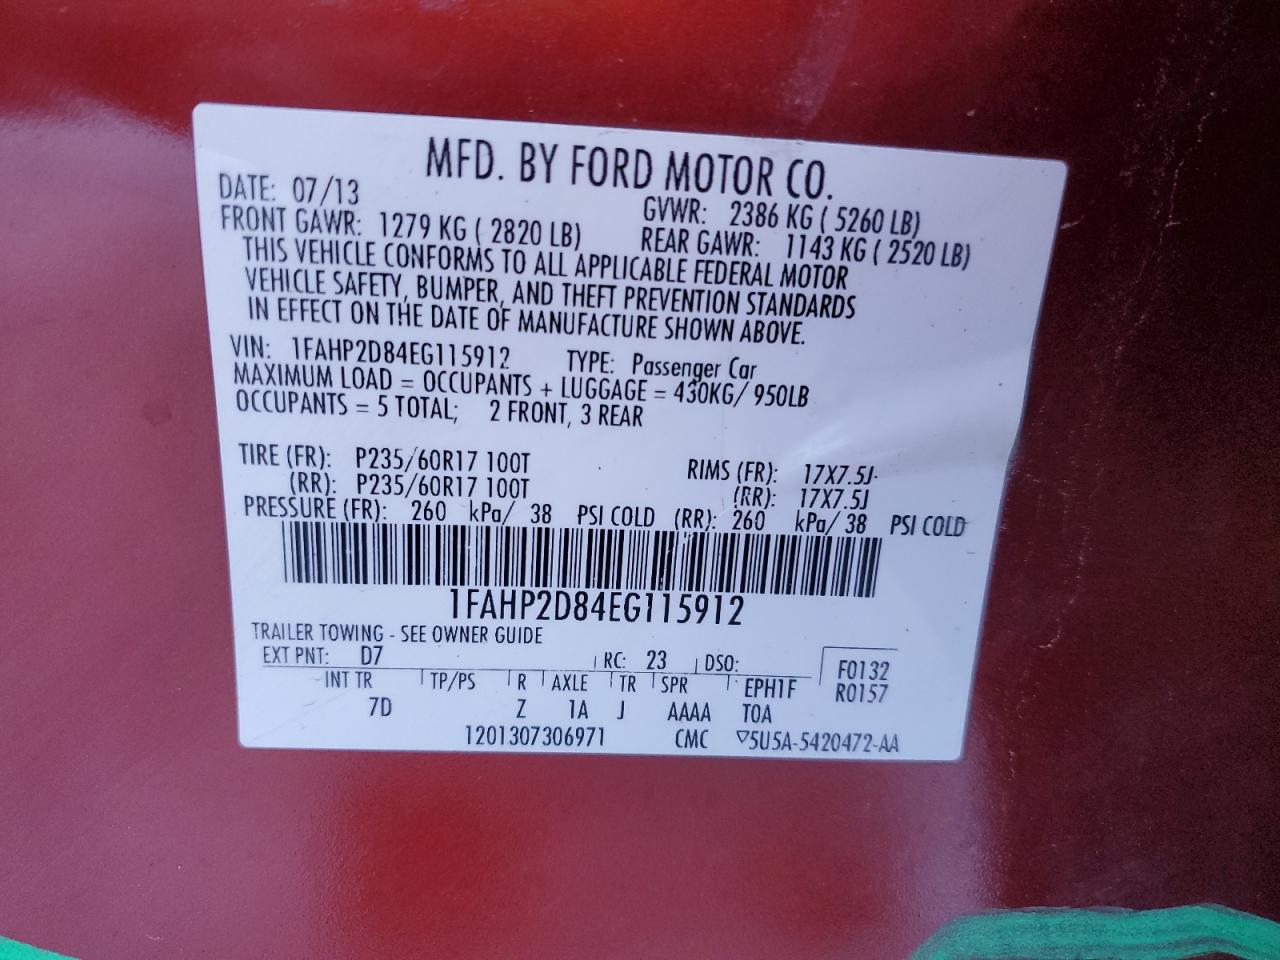 MFD. BY FORD MOTOR CO.
DATE: 07/13 GVWR: 2386 KG ( 5260 LB)
FRONT GAWR: 1279 KG ( 2820 LB) REAR GAWR: 1143 KG ( 2520 LB)
THIS VEHICLE CONFORMS TO ALL APPLICABLE FEDERAL MOTOR
VEHICLE SAFETY, BUMPER, AND THEFT PREVENTION STANDARDS
IN EFFECT ON THE DATE OF MANUFACTURE SHOWN ABOVE.
VIN: 1FAHP2D84EG115912 TYPE: Passenger Car
MAXIMUM LOAD = OCCUPANTS + LUGGAGE = 430KG/ 950LB
OCCUPANTS = 5 TOTAL; 2 FRONT, 3 REAR
TIRE (FR): P235/60R17 100T RIMS (FR): 17X7.5J
(RR): P235/60R17 100T (RR): 17X7.5J
PRESSURE (FR): 260 kPa/ 38 PSI COLD (RR): 260 kPa/ 38 PSI COLD
1FAHP2D84EG115912
TRAILER TOWING - SEE OWNER GUIDE
EXT PNT: D7 RC: 23 DSO: F0132
INT TR TP/PS R AXLE TR SPR EPH1F R0157
7D Z 1A J AAAA TOA
1201307306971 CMC ▽5U5A-5420472-AA